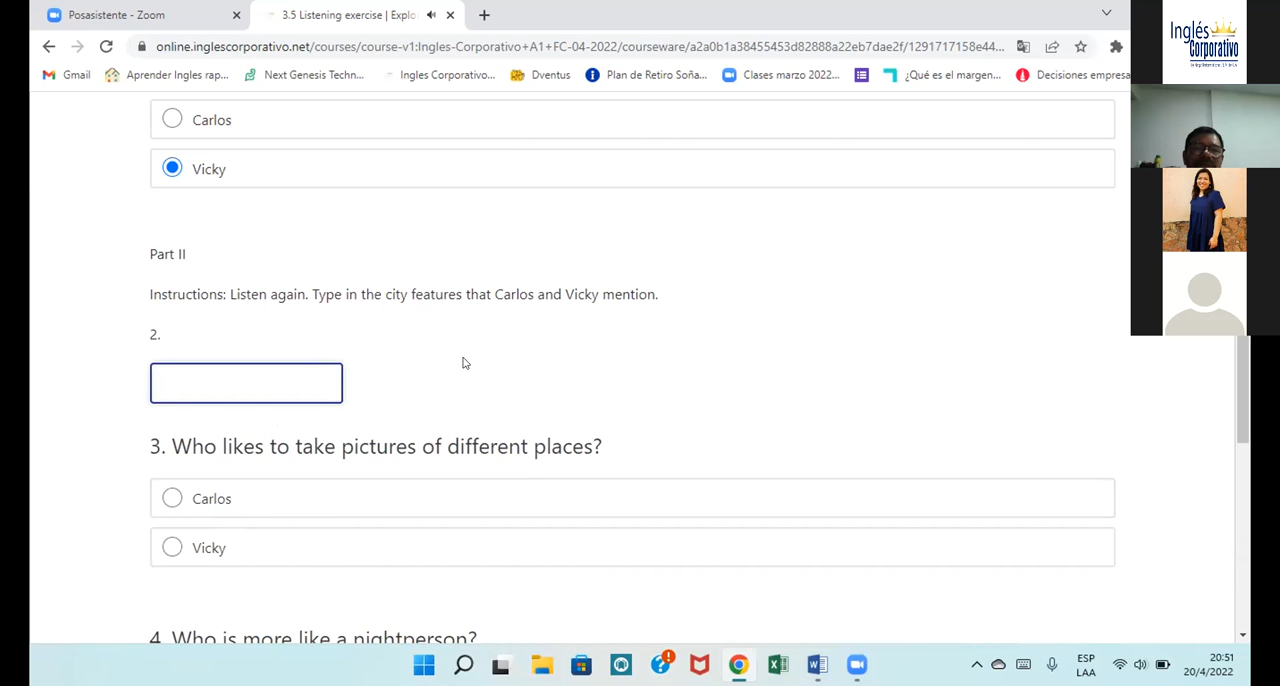 Posasistente - Zoom
3.5 Listening exercise | Explo
online.inglescorporativo.net/courses/course-v1:Ingles-Corporativo+A1+FC-04-2022/courseware/a2a0b1a38455453d82888a22eb7dae2f/1291717158e44...
Gmail
Aprender Ingles rap...
Next Genesis Techn...
Ingles Corporativo...
Dventus
Plan de Retiro Soña...
Clases marzo 2022...
¿Qué es el margen...
Decisiones empresa
Inglés
Corporativo
Carlos
Vicky
Part II
Instructions: Listen again. Type in the city features that Carlos and Vicky mention.
2.
3. Who likes to take pictures of different places?
Carlos
Vicky
4. Who is more like a nightperson?
ESP
LAA
20:51
20/4/2022